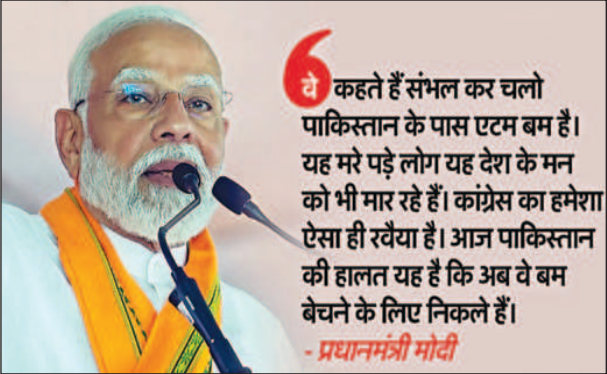 वे कहते हैं संभल कर चलो
पाकिस्तान के पास एटम बम है।
यह मरे पड़े लोग यह देश के मन
को भी मार रहे हैं। कांग्रेस का हमेशा
ऐसा ही रवैया है। आज पाकिस्तान
की हालत यह है कि अब वे बम
बेचने के लिए निकले हैं।
- प्रधानमंत्री मोदी